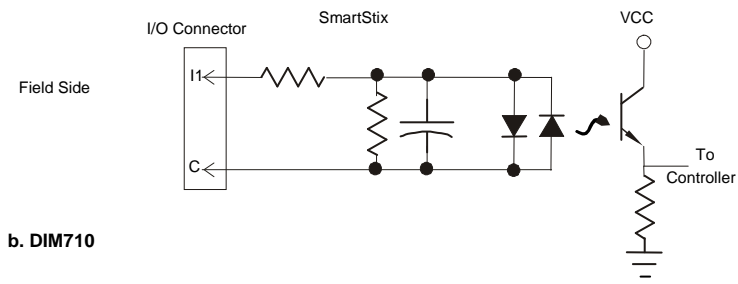 SmartStix
VCC
I/O Connector
I1
Field Side
To
Controller
C
b. DIM710